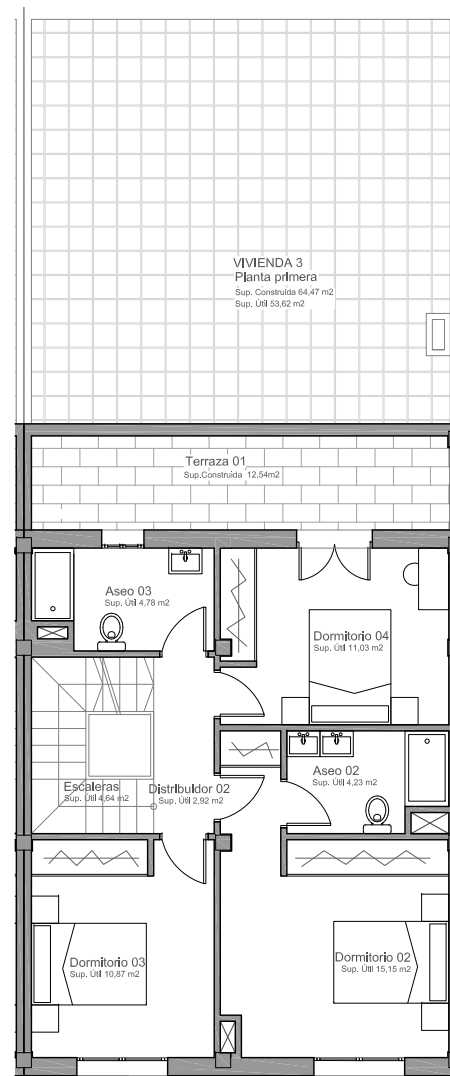 VIVIENDA 3
Planta primera
Sup. Construida 64,47 m2
Sup. Útil 53,62 m2
Terraza 01
Sup.Construida 12,54m2
Aseo 03
Sup. Útil 4,78 m2
Dormitorio 04
Sup. Útil 11,03 m2
Escaleras
Sup. Útil 4,64 m2
Distribuidor 02
Sup. Útil 2,92 m2
Aseo 02
Sup. Útil 4,23 m2
Dormitorio 03
Sup. Útil 10,87 m2
Dormitorio 02
Sup. Útil 15,15 m2